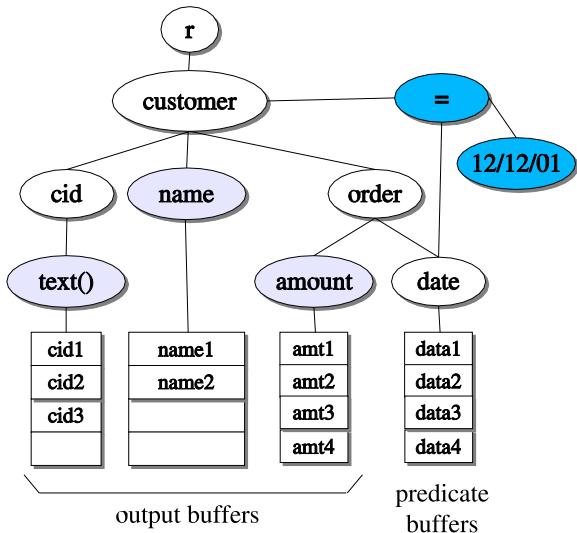 r
customer
=
12/12/01
cid
name
order
text()
amount
date
cid1
cid2
cid3
name1
name2
amt1
amt2
amt3
amt4
data1
data2
data3
data4
output buffers
predicate
buffers